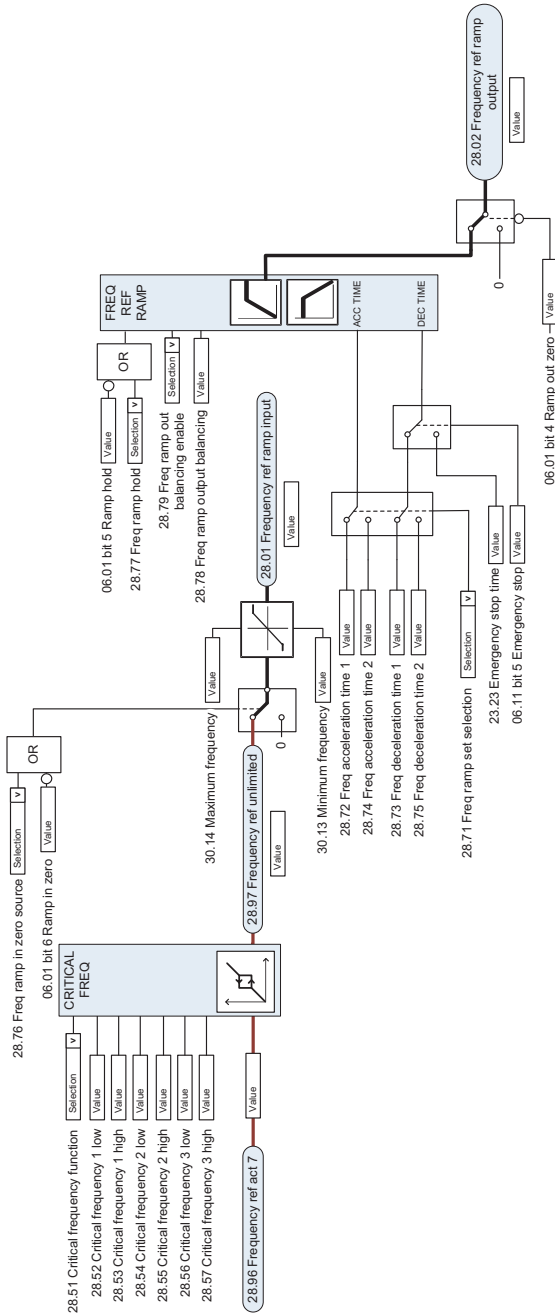 28.51 Critical frequency function
Selection v
28.52 Critical frequency 1 low
Value
28.53 Critical frequency 1 high
Value
28.54 Critical frequency 2 low
Value
28.55 Critical frequency 2 high
Value
28.56 Critical frequency 3 low
Value
28.57 Critical frequency 3 high
Value
28.96 Frequency ref act 7
Value
CRITICAL
FREQ
28.76 Freq ramp in zero source
Selection v
06.01 bit 6 Ramp in zero
Value
OR
28.97 Frequency ref unlimited
Value
0
30.14 Maximum frequency
Value
30.13 Minimum frequency
Value
28.01 Frequency ref ramp input
Value
06.01 bit 5 Ramp hold
Value
28.77 Freq ramp hold
Selection v
OR
28.79 Freq ramp out
balancing enable
Selection v
28.78 Freq ramp output balancing
Value
FREQ
REF
RAMP
ACC TIME
DEC TIME
28.72 Freq acceleration time 1
Value
28.74 Freq acceleration time 2
Value
28.73 Freq deceleration time 1
Value
28.75 Freq deceleration time 2
Value
28.71 Freq ramp set selection
Selection v
23.23 Emergency stop time
Value
06.11 bit 5 Emergency stop
Value
0
06.01 bit 4 Ramp out zero
Value
28.02 Frequency ref ramp
output
Value